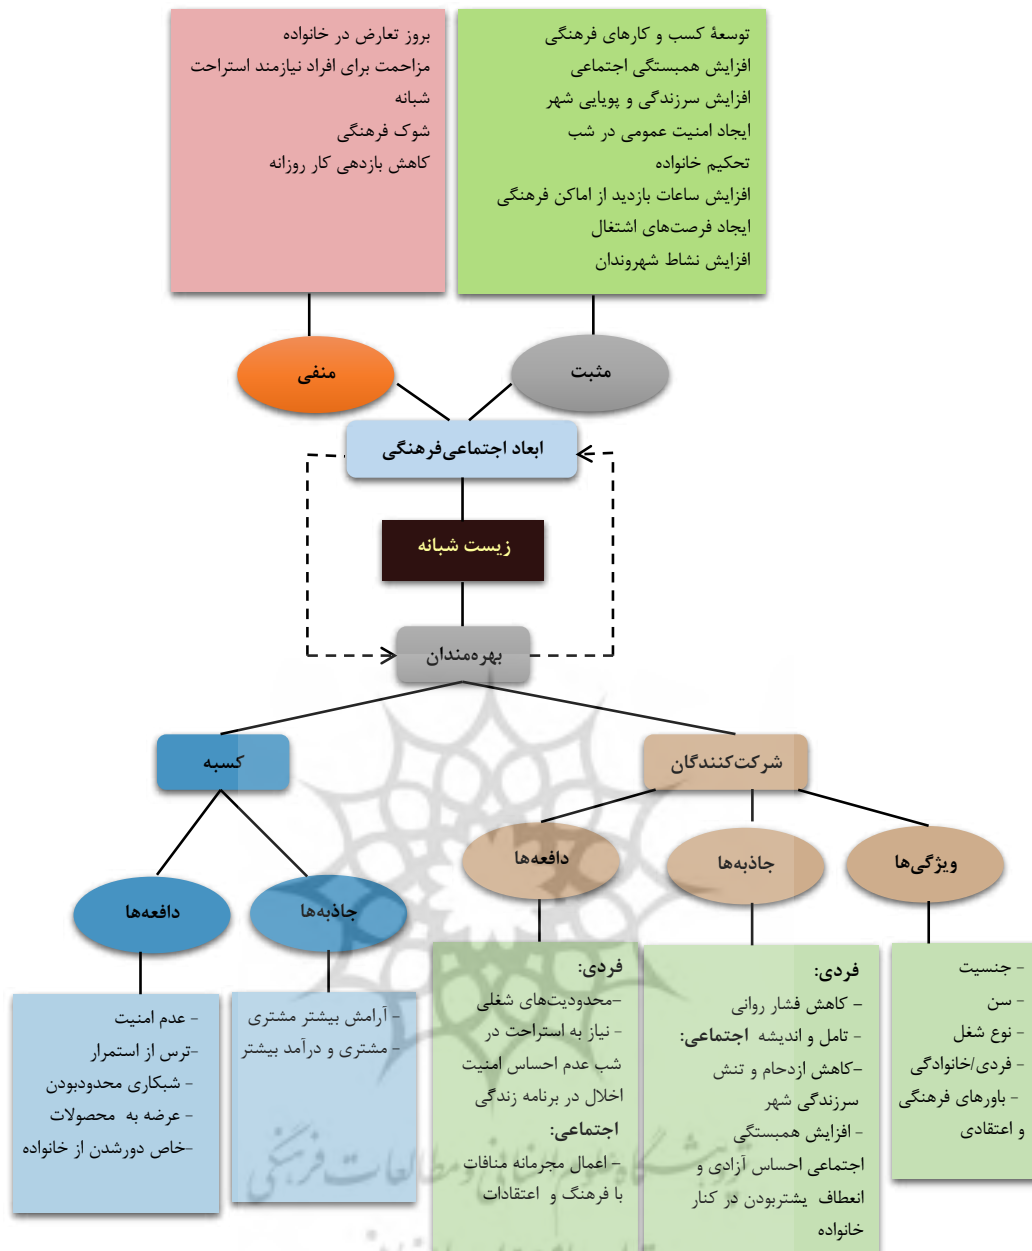 توسعهٔ کسب و کارهای فرهنگی
افزایش همبستگی اجتماعی
افزایش سرزندگی و پویایی شهر
ایجاد امنیت عمومی در شب
تحکیم خانواده
افزایش ساعات بازدید از اماکن فرهنگی
ایجاد فرصت‌های اشتغال
افزایش نشاط شهروندان
بروز تعارض در خانواده
مزاحمت برای افراد نیازمند استراحت
شبانه
شوک فرهنگی
کاهش بازدهی کار روزانه
مثبت
منفی
ابعاد اجتماعی‌فرهنگی
زیست شبانه
بهره‌مندان
شرکت‌کنندگان
کسبه
ویژگی‌ها
جاذبه‌ها
دافعه‌ها
جاذبه‌ها
دافعه‌ها
- جنسیت
- سن
- نوع شغل
- فردی/خانوادگی
- باورهای فرهنگی
و اعتقادی
فردی:
- کاهش فشار روانی
- تامل و اندیشه اجتماعی:
-کاهش ازدحام و تنش
سرزندگی شهر
- افزایش همبستگی
اجتماعی احساس آزادی و
انعطاف یشتربودن در کنار
خانواده
فردی:
-محدودیت‌های شغلی
- نیاز به استراحت در
شب عدم احساس امنیت
اخلال در برنامه زندگی
اجتماعی:
- اعمال مجرمانه منافات
با فرهنگ و اعتقادات
- آرامش بیشتر مشتری
- مشتری و درآمد بیشتر
- عدم امنیت
-ترس از استمرار
- شبکاری محدودبودن
- عرضه به محصولات
-خاص دورشدن از خانواده
پژوهشگاه علوم انسانی و مطالعات فرهنگی